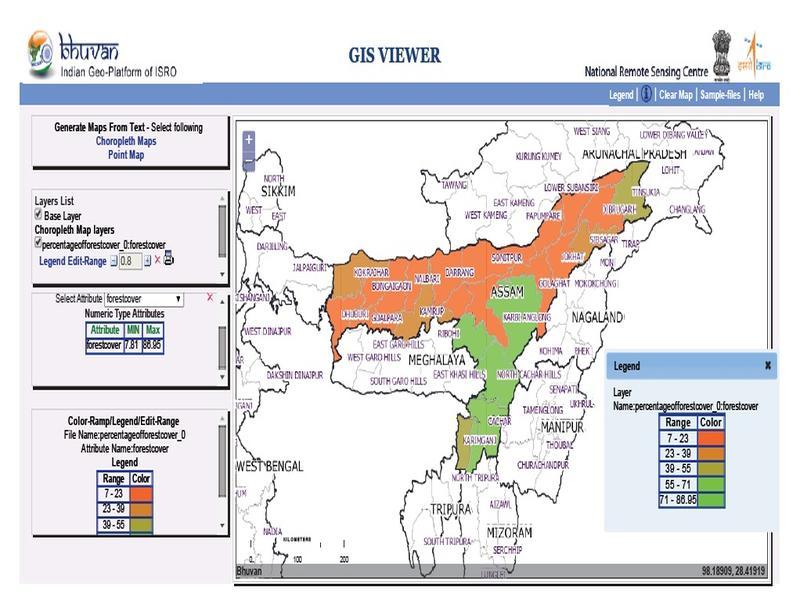 bhuvan
Indian Geo-Platform of ISRO
GIS VIEWER
National Remote Sensing Centre
इसरो isro
Legend | i | Clear Map | Sample-files | Help
Generate Maps From Text - Select following
Choropleth Maps
Point Map
Layers List
Base Layer
Choropleth Map layers
percentageofforestcover_0:forestcover
Legend Edit-Range 0.8
Select Attribute forestcover
Numeric Type Attributes
Attribute MIN Max
forestcover 7.81 86.95
Color-Ramp/Legend/Edit-Range
File Name:percentageofforestcover_0
Attribute Name:forestcover
Legend
Range Color
7 - 23
23 - 39
39 - 55
WEST SIANG
LOWER DIBANG VALLEY
KURUNG KUMEY
ARUNACHAL PRADESH
LOHIT
NORTH
SIKKIM
TAWANG
LOWER SUBANSIRI
TINSUKIA
WEST
EAST
EAST KAMENG
WEST KAMENG
PAPUMPARE
DIBRUGARH
CHANGLANG
DARJILING
SIBSAGAR
TIRAP
JALPAIGURI
KOKRAJHAR
BONGAIGAON
NALBARI
DARRANG
SONITPUR
JORHAT
MON
GOLAGHAT
MOKOKCHUNG
ASSAM
DHUBURI
GOALPARA
KAMRUP
KARBI ANGLONG
NAGALAND
WEST DINAJPUR
RIBOHI
EAST GARO HILLS
WEST GARO HILLS
MEGHALAYA
KOHIMA
PHEK
DAKSHIN DINAJPUR
SOUTH GARO HILLS
EAST KHASI HILLS
NORTH CACHAR HILLS
SENAPATI
UKHRUL
TAMENGLONG
CACHAR
MANIPUR
KARIMGANJ
THOUBAL
WEST BENGAL
CHURACHANDPUR
NORTH TRIPURA
TRIPURA
AIZAWL
MIZORAM
NADIA
SOUTH TRIPURA
SERCHHIP
LUNGLEI
KILOMETERS
0 100 200
Bhuvan
98.18909, 28.41919
Legend
Layer
Name:percentageofforestcover_0:forestcover
Range Color
7 - 23
23 - 39
39 - 55
55 - 71
71 - 86.95